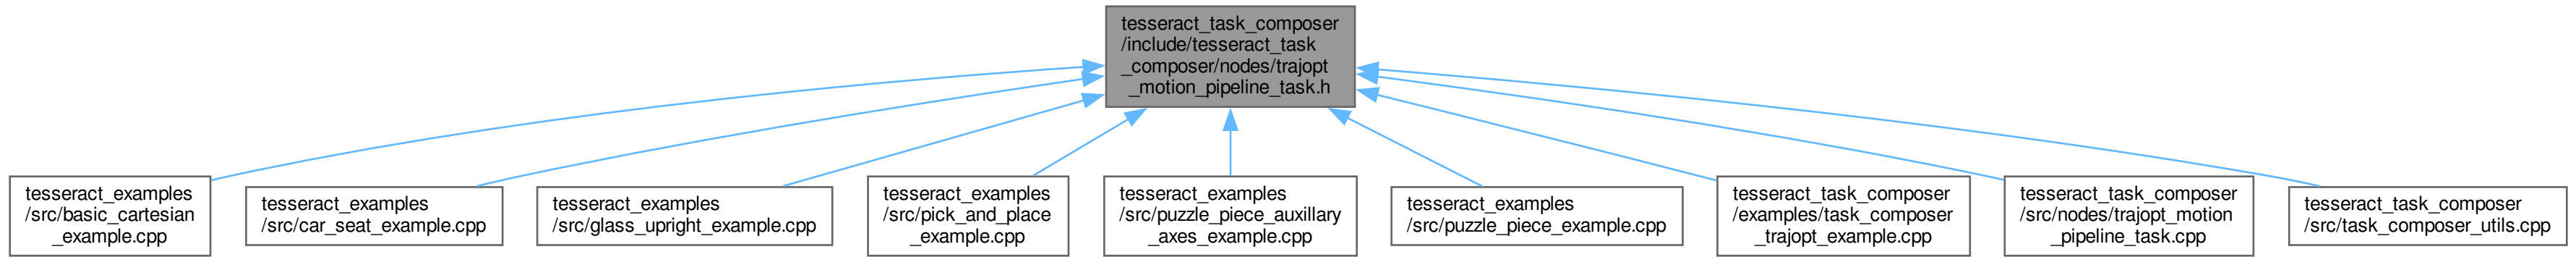 tesseract_task_composer
/include/tesseract_task
_composer/nodes/trajopt
_motion_pipeline_task.h
tesseract_examples
/src/basic_cartesian
_example.cpp
tesseract_examples
/src/car_seat_example.cpp
tesseract_examples
/src/glass_upright_example.cpp
tesseract_examples
/src/pick_and_place
_example.cpp
tesseract_examples
/src/puzzle_piece_auxillary
_axes_example.cpp
tesseract_examples
/src/puzzle_piece_example.cpp
tesseract_task_composer
/examples/task_composer
_trajopt_example.cpp
tesseract_task_composer
/src/nodes/trajopt_motion
_pipeline_task.cpp
tesseract_task_composer
/src/task_composer_utils.cpp